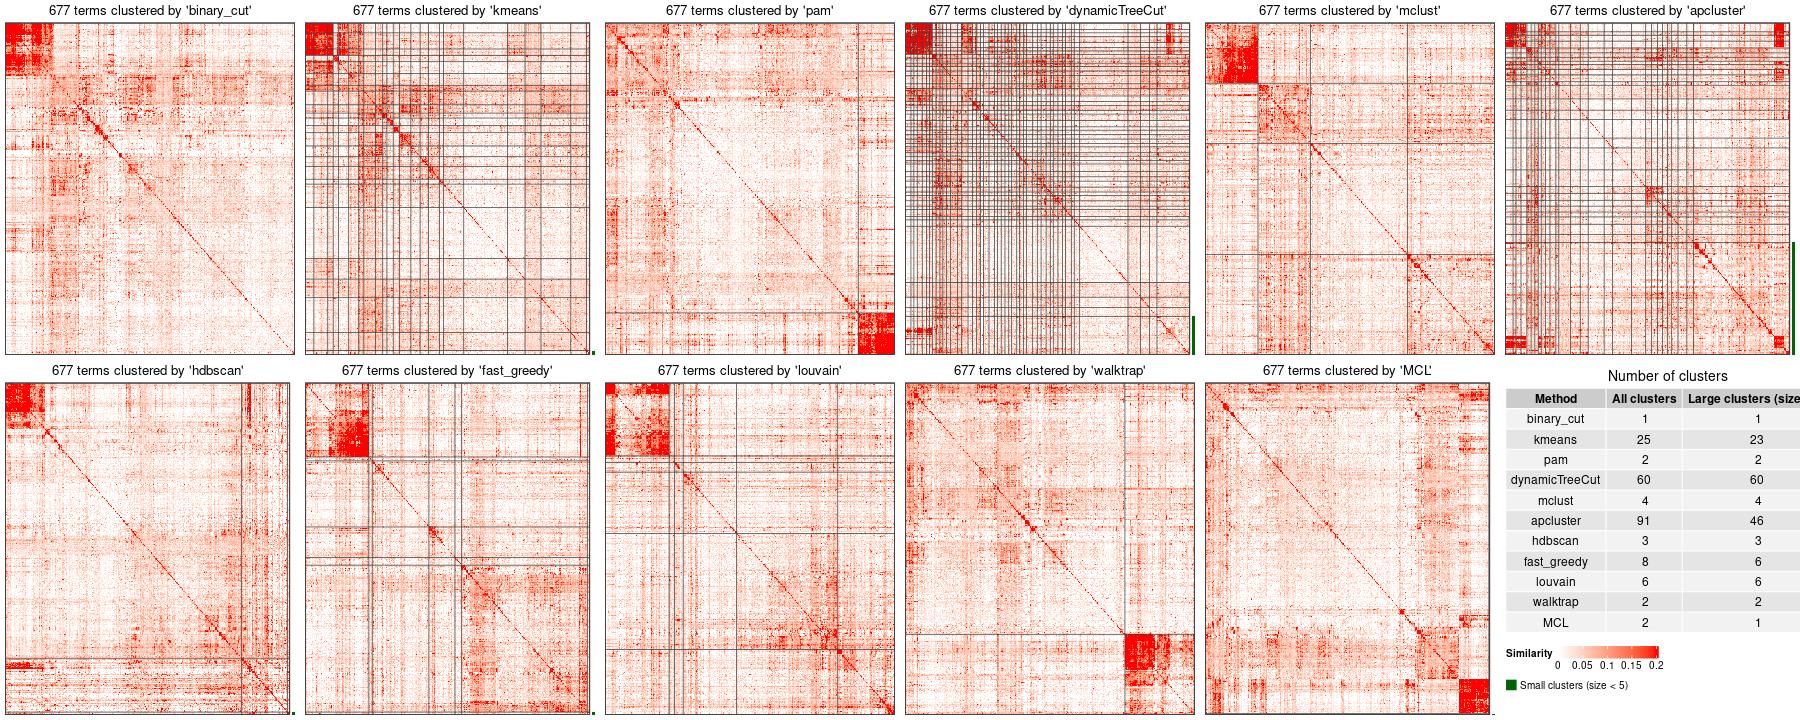 677 terms clustered by 'binary_cut'
677 terms clustered by 'kmeans'
677 terms clustered by 'pam'
677 terms clustered by 'dynamicTreeCut'
677 terms clustered by 'mclust'
677 terms clustered by 'apcluster'
677 terms clustered by 'hdbscan'
677 terms clustered by 'fast_greedy'
677 terms clustered by 'louvain'
677 terms clustered by 'walktrap'
677 terms clustered by 'MCL'
Number of clusters
Method All clusters Large clusters (size
binary_cut 1 1
kmeans 25 23
pam 2 2
dynamicTreeCut 60 60
mclust 4 4
apcluster 91 46
hdbscan 3 3
fast_greedy 8 6
louvain 6 6
walktrap 2 2
MCL 2 1
Similarity
0 0.05 0.1 0.15 0.2
Small clusters (size < 5)